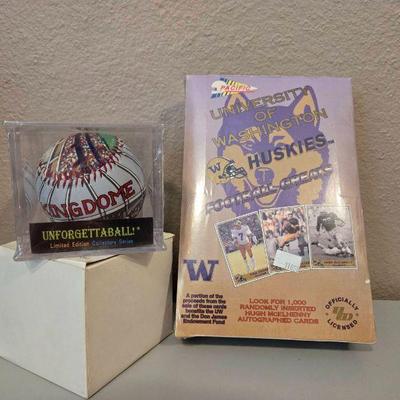 KINGDOME
UNFORGETTABALL!
Limited Edition Collectors Series
PACIFIC
UNIVERSITY
OF
WASHINGTON
W
HUSKIES
FOOTBALL GREATS
W
A portion of the
proceeds from the
sale of these cards
benefits the UW
and the Don James
Endowment Fund
LOOK FOR 1,000
RANDOMLY INSERTED
HUGH McELHENNY
AUTOGRAPHED CARDS
OFFICIALLY
LICENSED